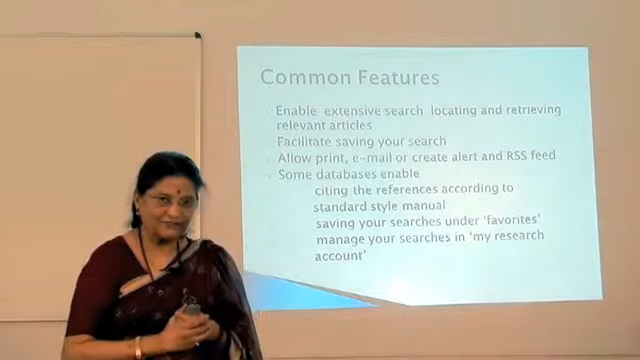 Common Features
Enable extensive search locating and retrieving
relevant articles
Facilitate saving your search
Allow print, e-mail or create alert and RSS feed
Some databases enable
citing the references according to
standard style manual
saving your searches under 'favorites'
manage your searches in 'my research
account'